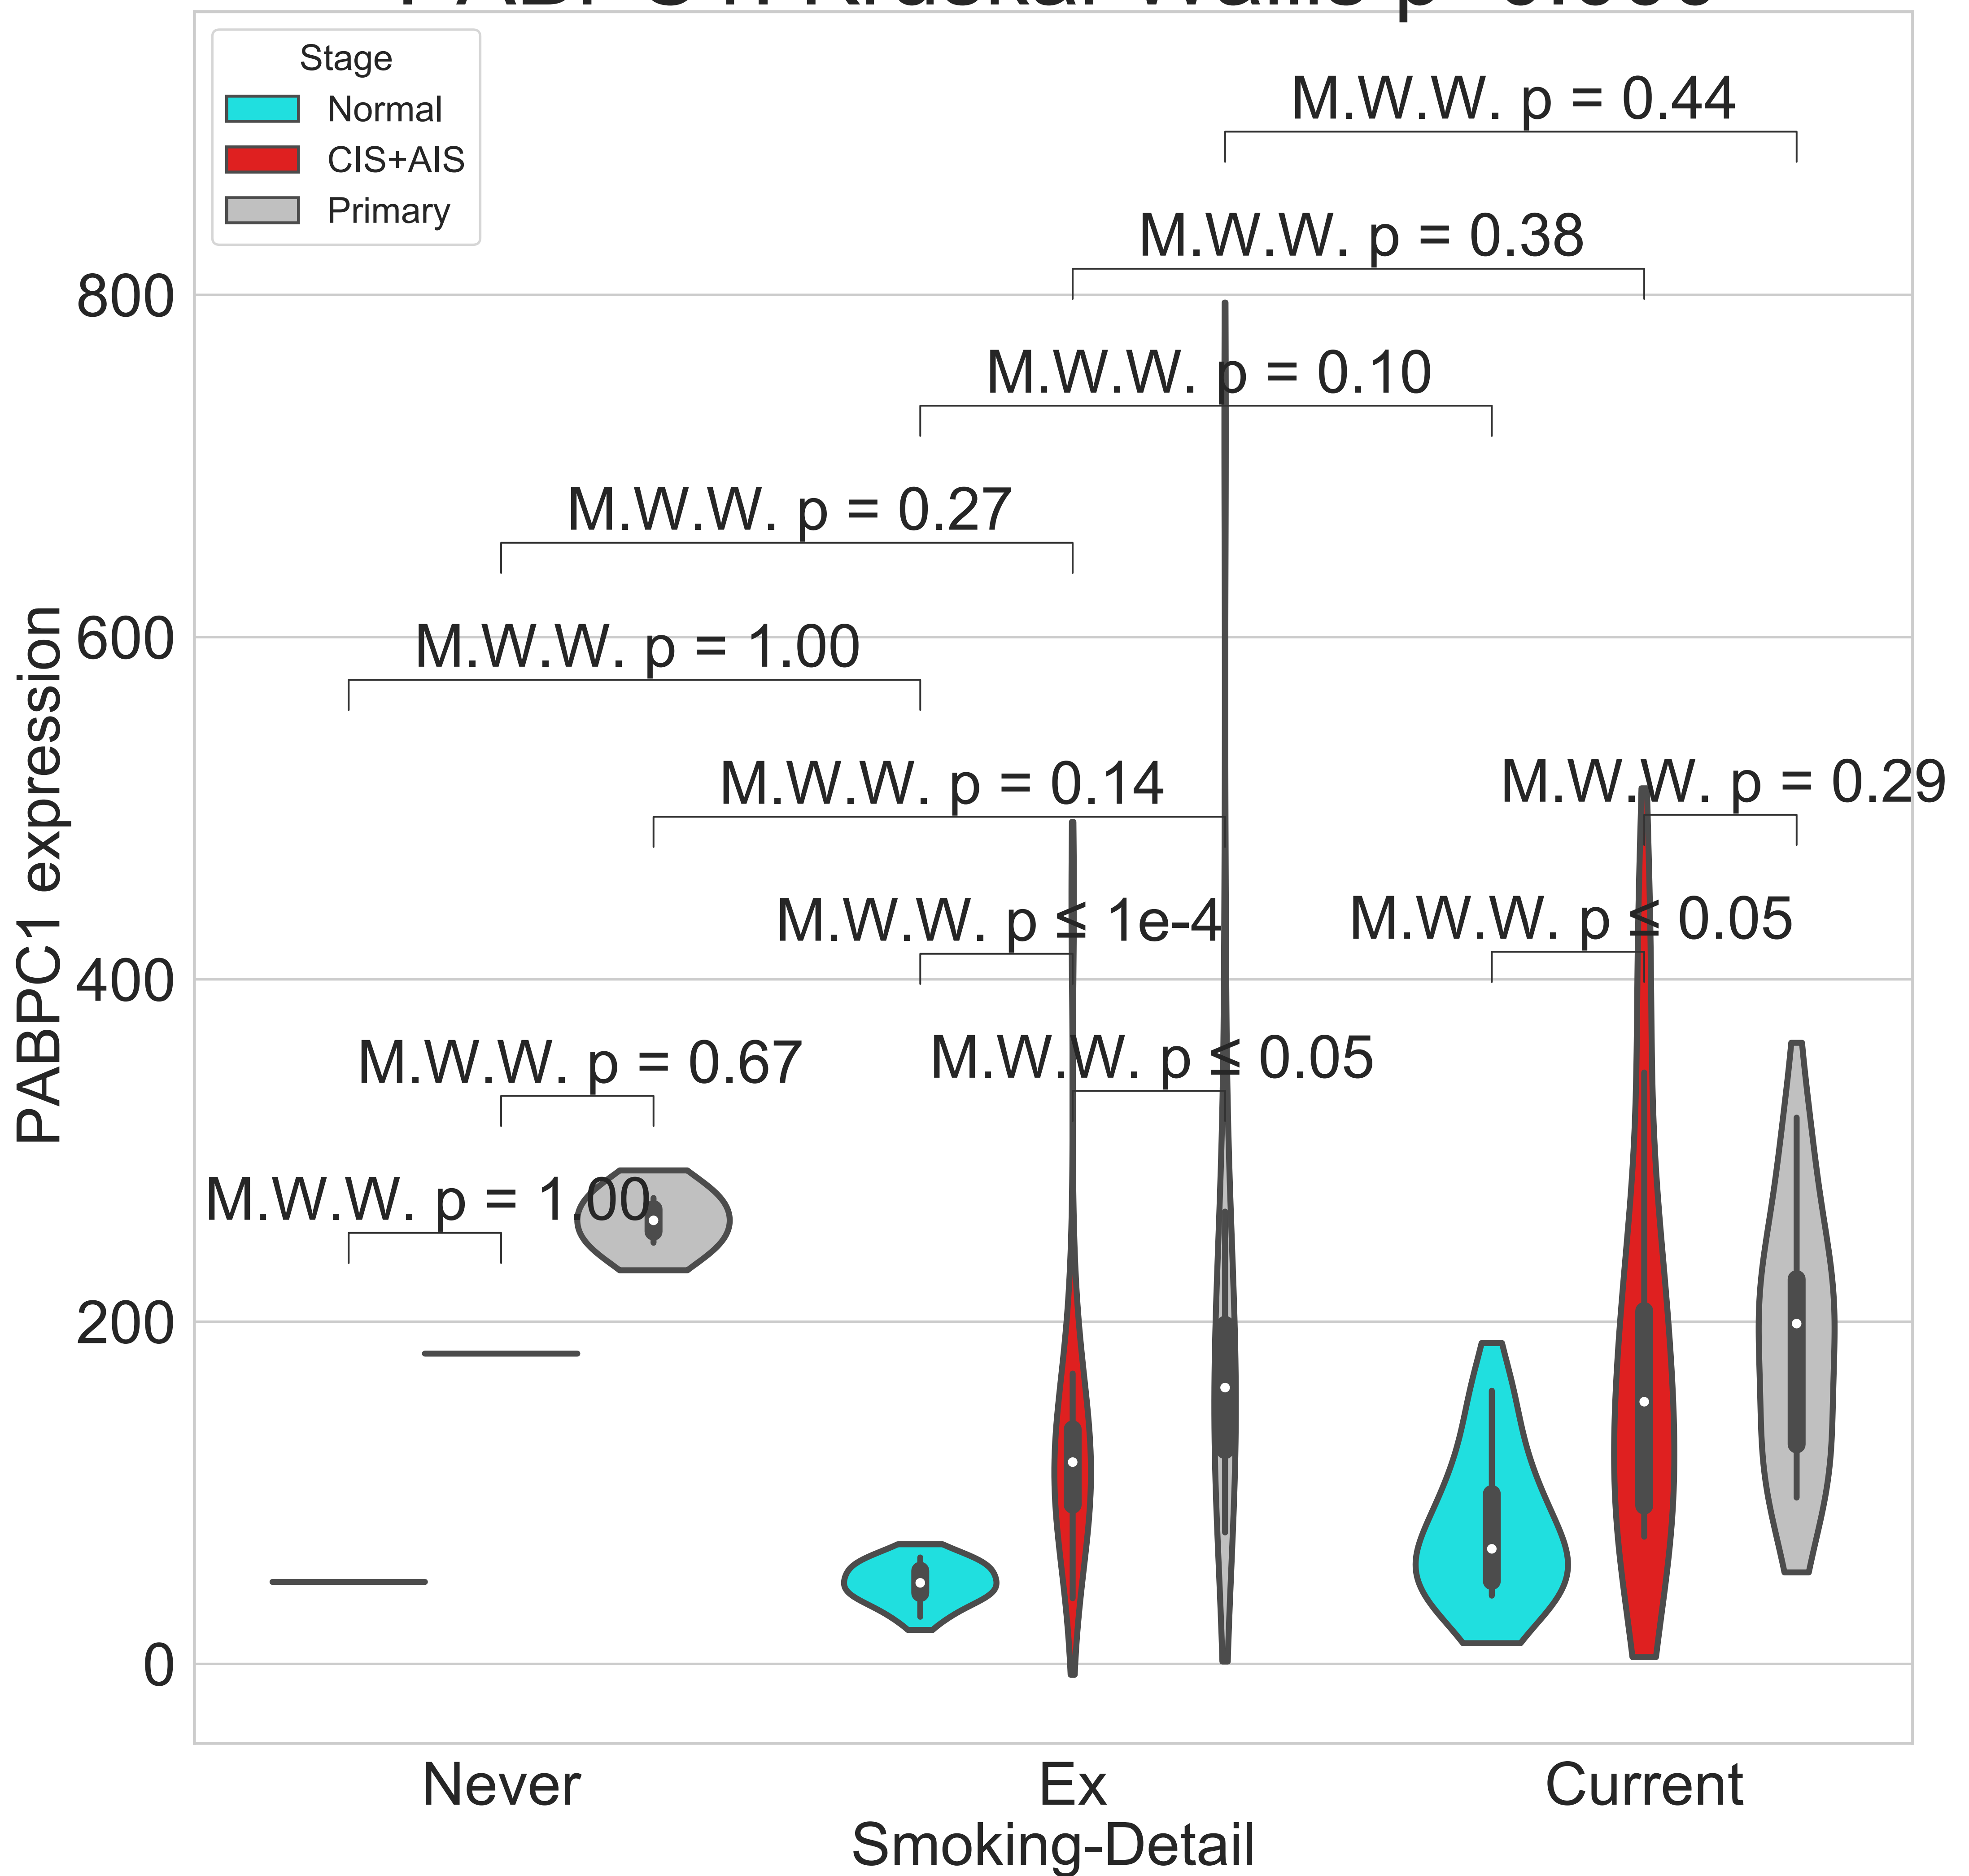 Stage
Normal
CIS+AIS
Primary
M.W.W. p = 0.44
M.W.W. p = 0.38
800
M.W.W. p = 0.10
M.W.W. p = 0.27
M.W.W. p = 1.00
600
M.W.W. p = 0.14
M.W.W. p = 0.29
M.W.W. p ≤ 1e-4
M.W.W. p ≤ 0.05
400
M.W.W. p = 0.67
M.W.W. p ≤ 0.05
M.W.W. p = 1.00
200
0
PABPC1 expression
Never
Ex
Current
Smoking-Detail